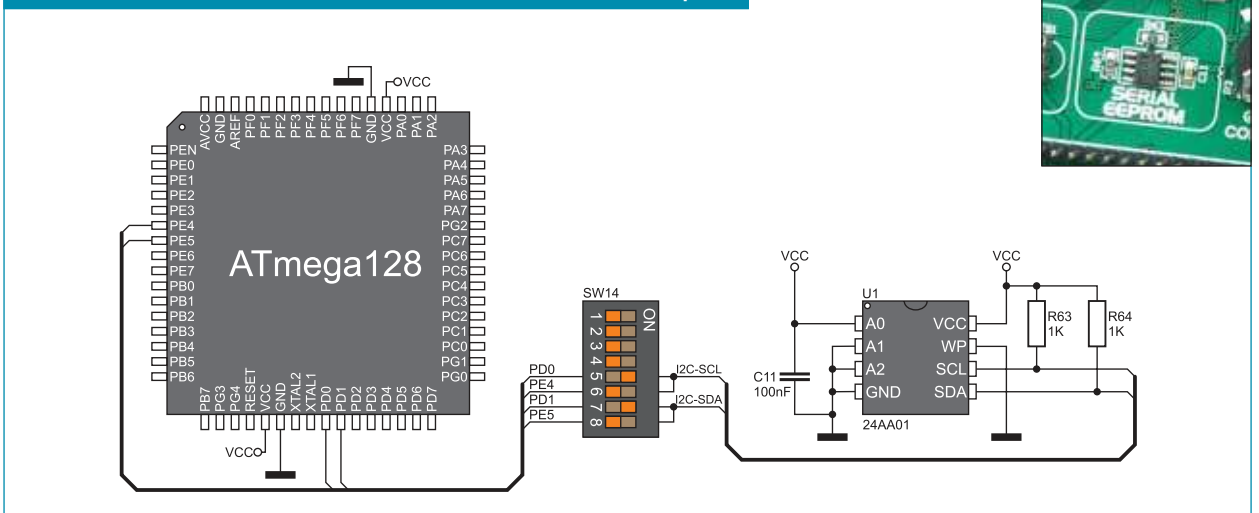 VCC
AVCC
GND
AREF
PF0
PF1
PF2
PF3
PF4
PF5
PF6
PF7
GND
VCC
PA0
PA1
PA2
PEN
PE0
PE1
PE2
PE3
PE4
PE5
PE6
PE7
PB0
PB1
PB2
PB3
PB4
PB5
PB6
ATmega128
PA3
PA4
PA5
PA6
PA7
PG2
PC7
PC6
PC5
PC4
PC3
PC2
PC1
PC0
PG1
PG0
PB7
PG3
PG4
RESET
VCC
GND
XTAL2
XTAL1
PD0
PD1
PD2
PD3
PD4
PD5
PD6
PD7
VCC
SW14
ON
1
2
3
4
5
6
7
8
PD0
PE4
PD1
PE5
I2C-SCL
I2C-SDA
VCC
C11
100nF
U1
A0
A1
A2
GND
VCC
WP
SCL
SDA
24AA01
VCC
R63
1K
R64
1K
SERIAL
EEPROM